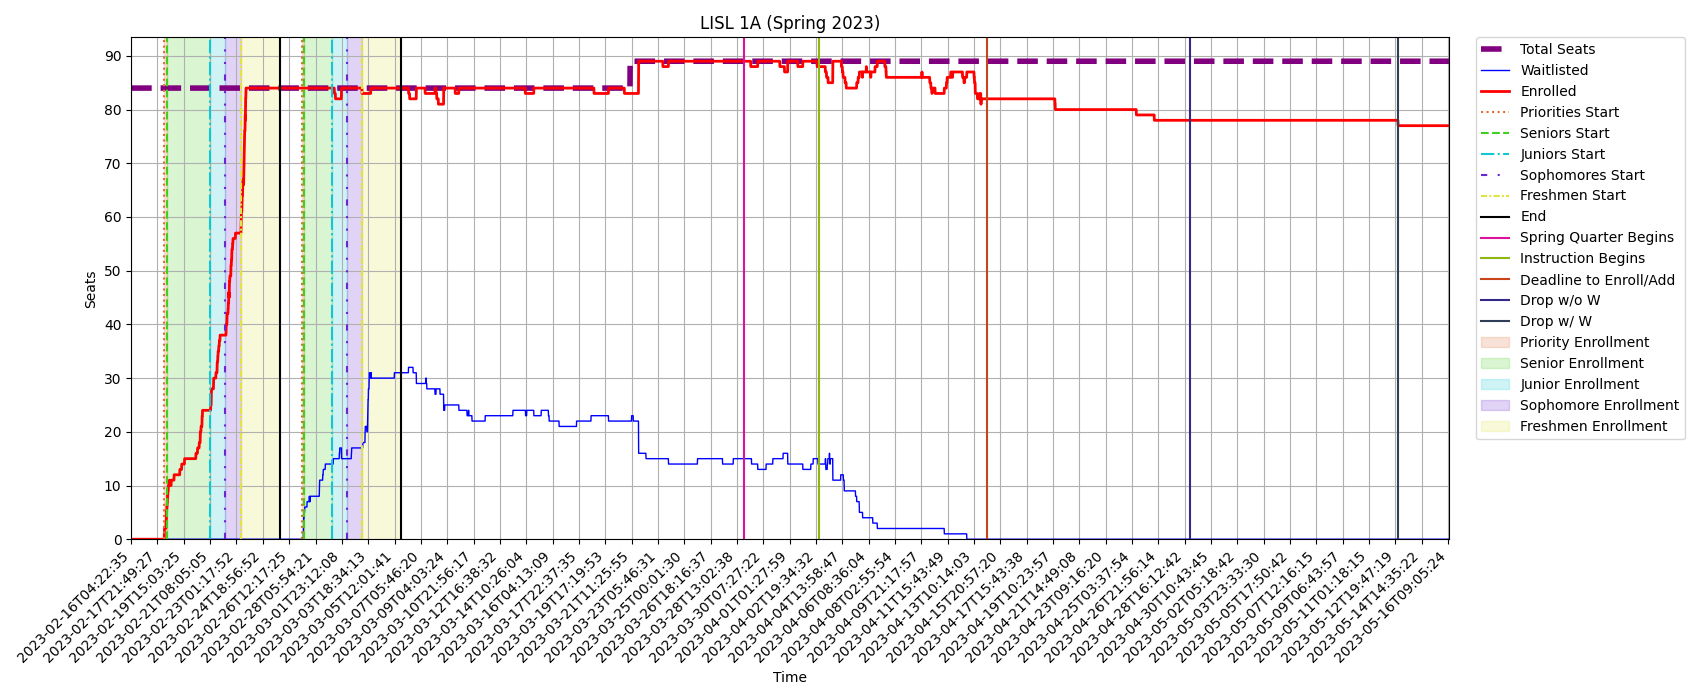 LISL 1A (Spring 2023)
90
80
70
60
50
40
30
20
10
0
Seats
2023-02-16T04:22:35
2023-02-17T21:49:27
2023-02-19T15:03:25
2023-02-21T08:05:05
2023-02-23T01:17:52
2023-02-24T18:56:52
2023-02-26T12:17:23
2023-02-28T05:54:21
2023-03-01T23:12:08
2023-03-03T18:34:13
2023-03-05T12:01:41
2023-03-07T05:46:20
2023-03-09T04:03:24
2023-03-10T21:56:17
2023-03-12T16:38:32
2023-03-14T10:26:04
2023-03-16T04:13:09
2023-03-17T22:37:35
2023-03-19T17:19:53
2023-03-21T11:25:55
2023-03-23T05:46:31
2023-03-25T00:01:30
2023-03-26T18:16:37
2023-03-28T13:02:38
2023-03-30T07:27:22
2023-04-01T01:27:59
2023-04-02T19:34:32
2023-04-04T13:58:47
2023-04-06T08:36:04
2023-04-08T02:55:54
2023-04-09T21:17:57
2023-04-11T15:43:49
2023-04-13T10:14:03
2023-04-15T20:57:20
2023-04-17T15:43:38
2023-04-19T10:23:57
2023-04-21T14:49:08
2023-04-23T09:16:20
2023-04-25T03:37:54
2023-04-26T21:56:14
2023-04-28T16:12:42
2023-04-30T10:43:45
2023-05-02T05:18:42
2023-05-03T23:33:30
2023-05-05T17:50:42
2023-05-07T12:16:15
2023-05-09T06:43:57
2023-05-11T01:18:15
2023-05-12T19:47:19
2023-05-14T14:35:22
2023-05-16T09:05:24
Time
Total Seats
Waitlisted
Enrolled
Priorities Start
Seniors Start
Juniors Start
Sophomores Start
Freshmen Start
End
Spring Quarter Begins
Instruction Begins
Deadline to Enroll/Add
Drop w/o W
Drop w/ W
Priority Enrollment
Senior Enrollment
Junior Enrollment
Sophomore Enrollment
Freshmen Enrollment